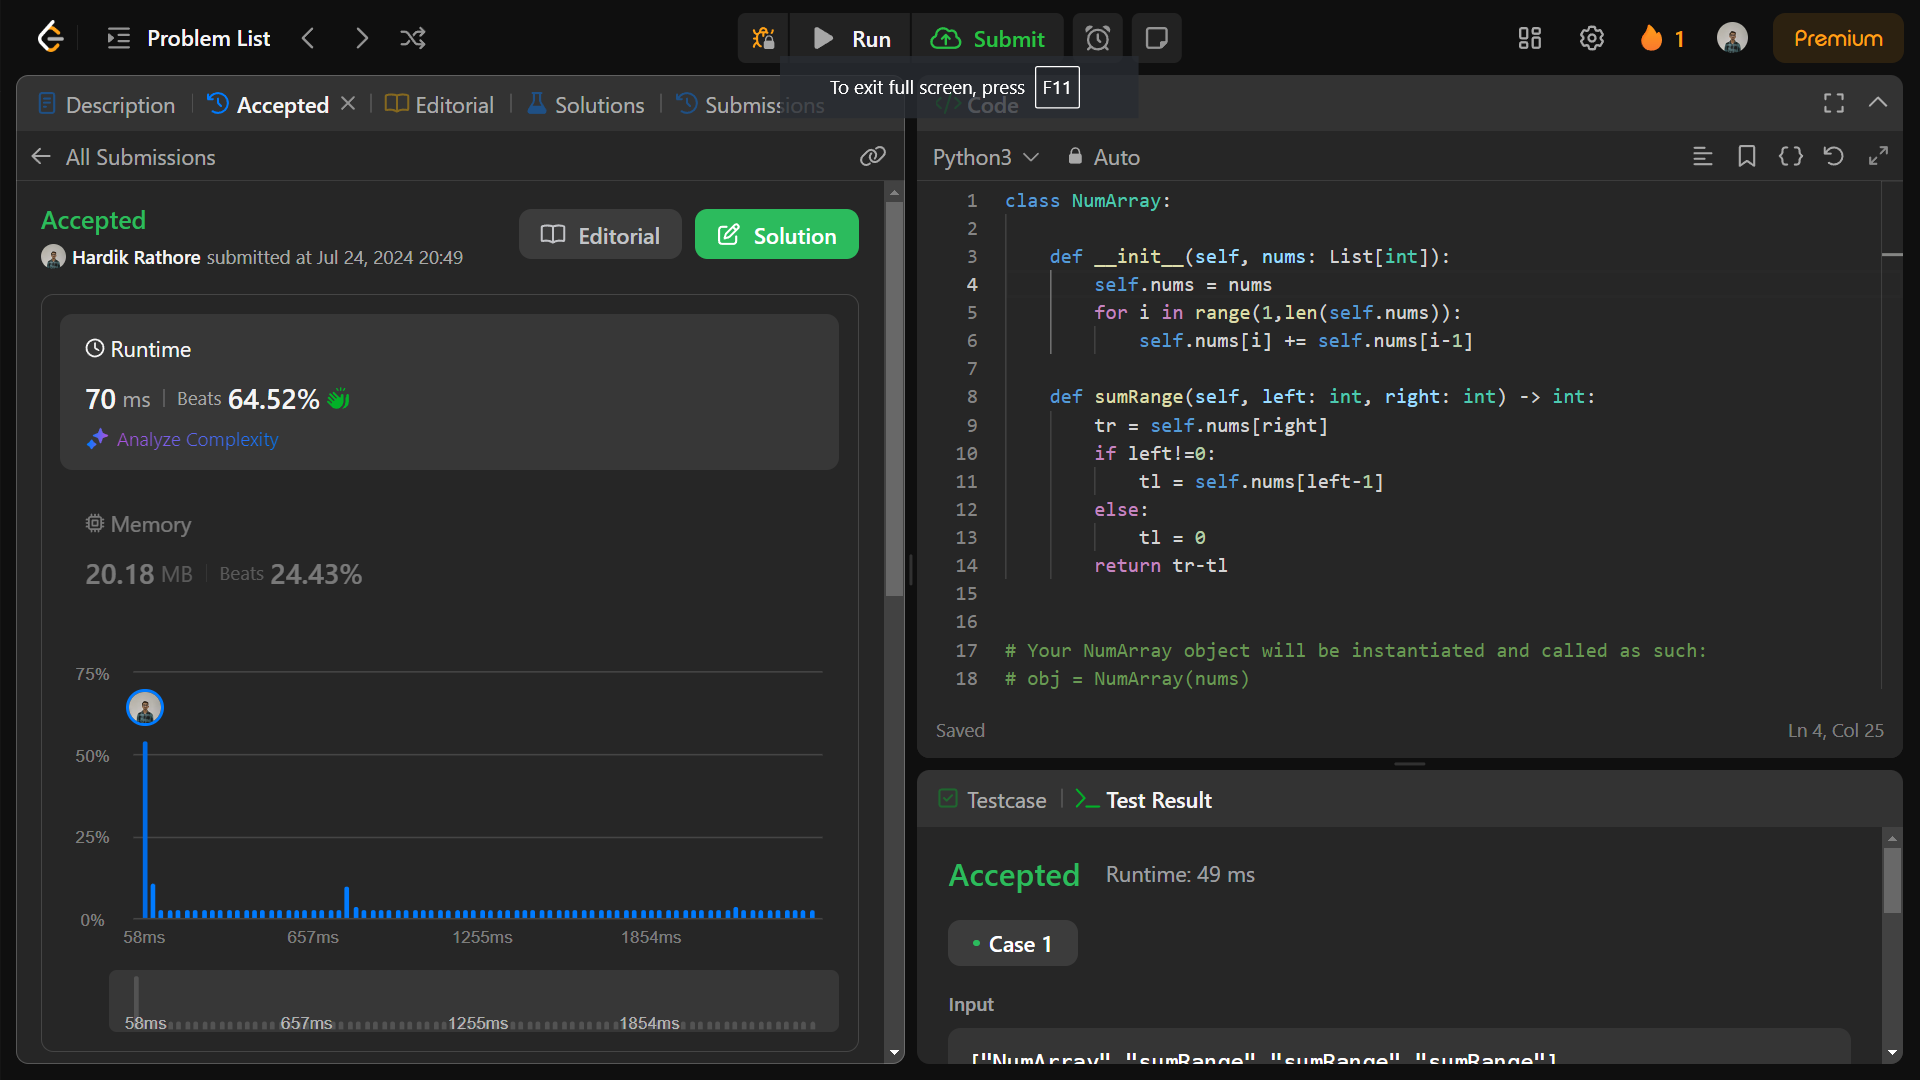 Problem List
Run
Submit
1
Premium
To exit full screen, press F11
Description
Accepted
Editorial
Solutions
Submissions
</> Code
All Submissions
Accepted
Hardik Rathore submitted at Jul 24, 2024 20:49
Editorial
Solution
Runtime
70 ms | Beats 64.52%
Analyze Complexity
Memory
20.18 MB | Beats 24.43%
75%
50%
25%
0%
58ms 657ms 1255ms 1854ms
58ms 657ms 1255ms 1854ms
Python3
Auto
1 class NumArray:
2
3     def __init__(self, nums: List[int]):
4         self.nums = nums
5         for i in range(1,len(self.nums)):
6             self.nums[i] += self.nums[i-1]
7
8     def sumRange(self, left: int, right: int) -> int:
9         tr = self.nums[right]
10         if left!=0:
11             tl = self.nums[left-1]
12         else:
13             tl = 0
14         return tr-tl
15
16
17 # Your NumArray object will be instantiated and called as such:
18 # obj = NumArray(nums)
Saved
Ln 4, Col 25
Testcase
Test Result
Accepted
Runtime: 49 ms
Case 1
Input
["NumArray","sumRange","sumRange","sumRange"]